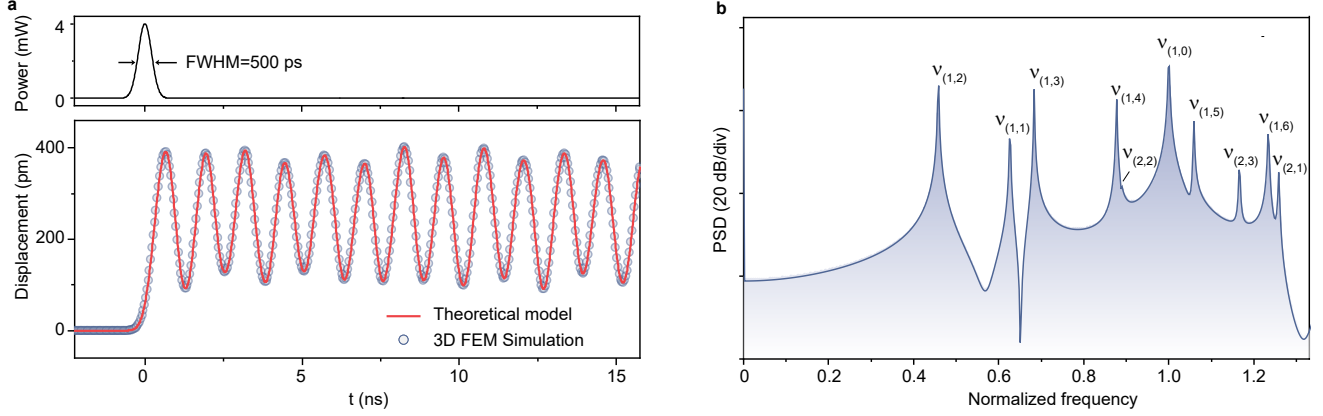 a
Power (mW)
4
0
FWHM=500 ps
Displacement (pm)
400
200
0
Theoretical model
3D FEM Simulation
0 5 10 15
t (ns)
b
PSD (20 dB/div)
ν(1,2)
ν(1,1)
ν(1,3)
ν(1,4)
ν(2,2)
ν(1,0)
ν(1,5)
ν(2,3)
ν(1,6)
ν(2,1)
0 0.2 0.4 0.6 0.8 1.0 1.2
Normalized frequency